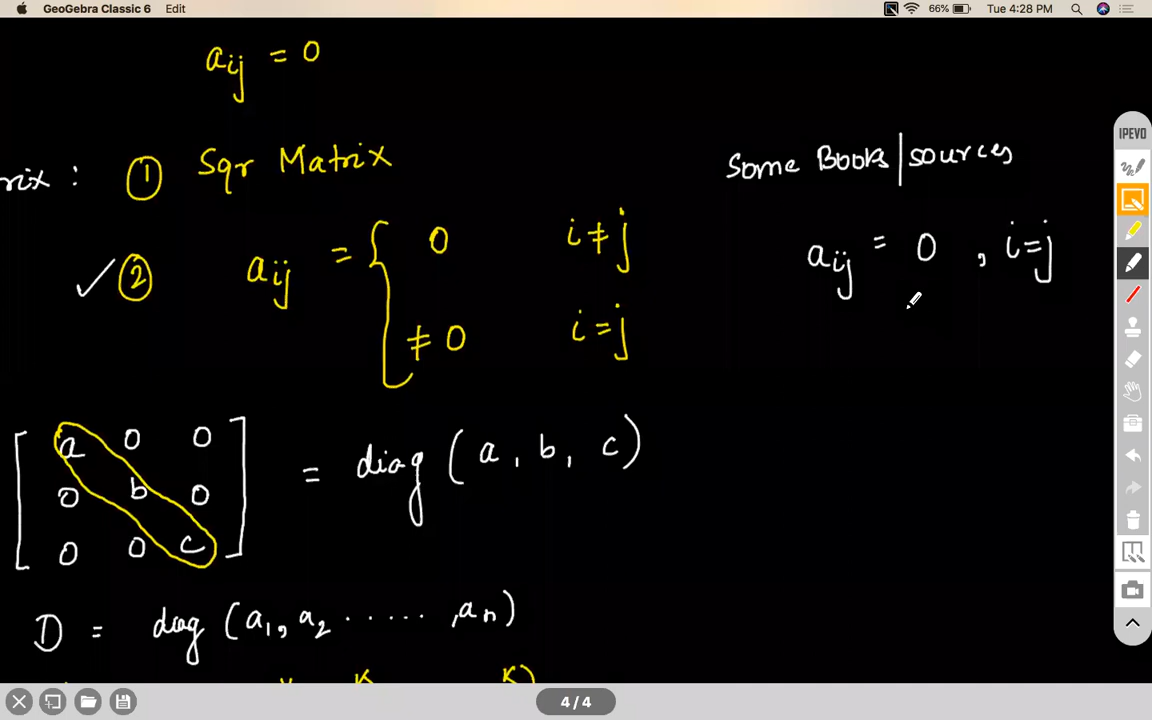 GeoGebra Classic 6 Edit 66% Tue 4:28 PM
aij = 0
rix : ① Sqr Matrix
Some Books | sources
✓ ② aij = { 0 i ≠ j
≠ 0 i = j
aij = 0 , i = j
IPEVO
[ a 0 0
0 b 0
0 0 c ] = diag ( a , b , c )
D = diag ( a1, a2 ...... , an )
K K K)
4 / 4